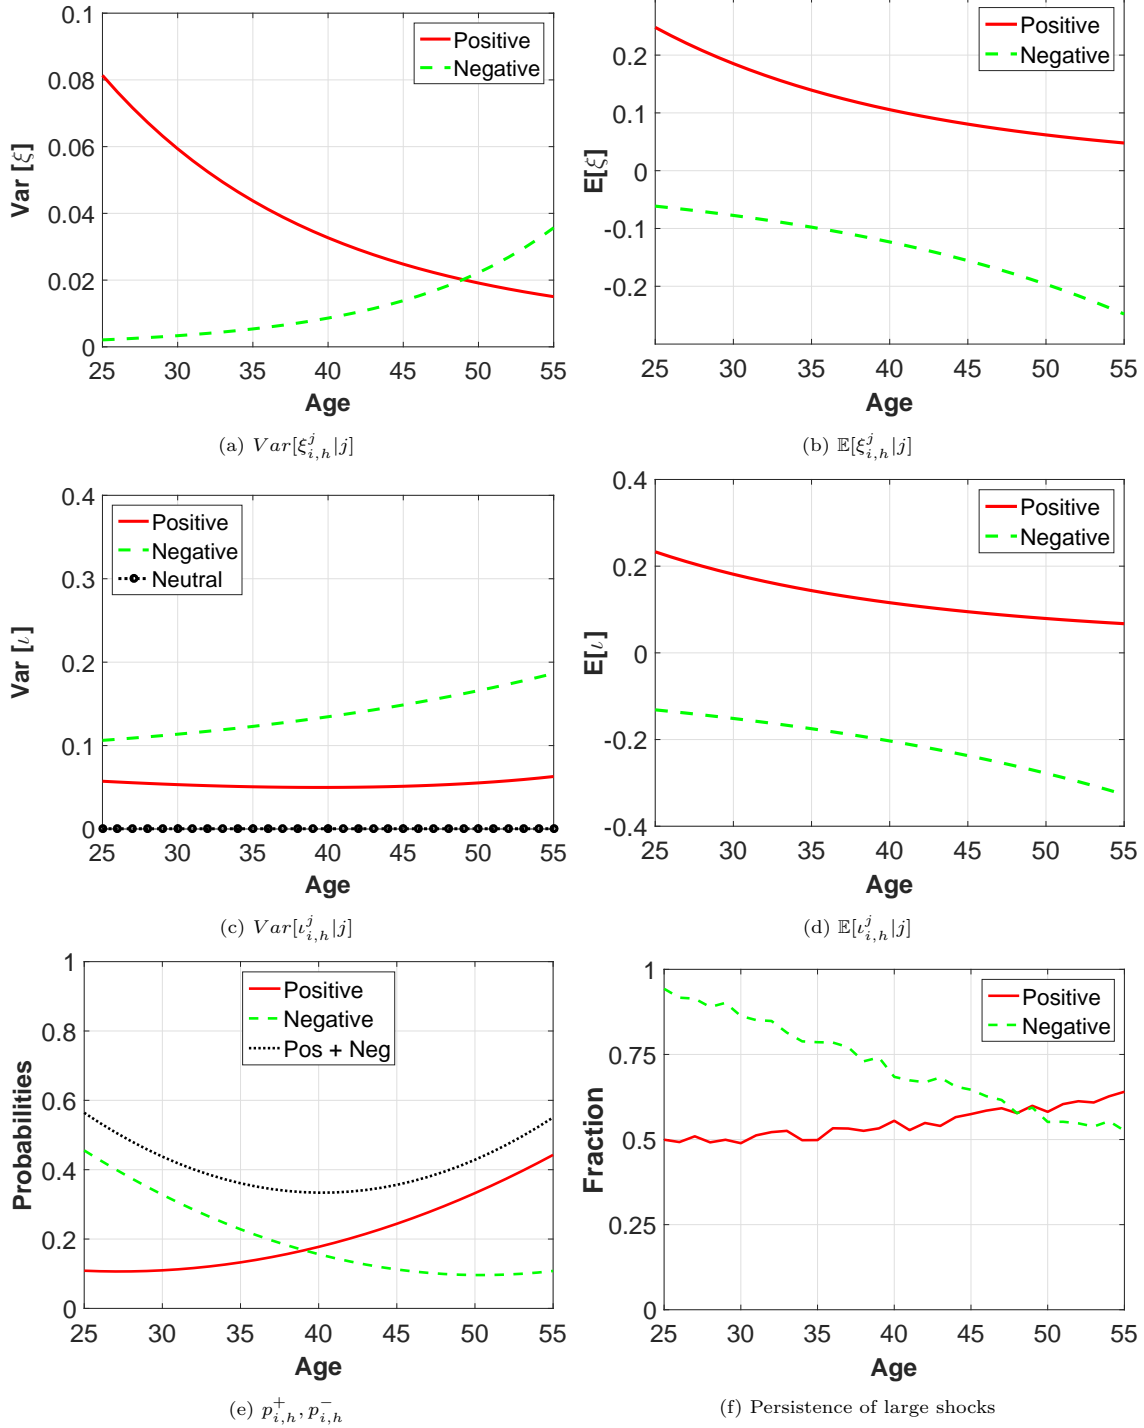 0.1
0.08
0.06
0.04
0.02
0
Var [ξ]
Positive
Negative
25 30 35 40 45 50 55
Age
(a) Var[ξ^j_{i,h}|j]
0.2
0.1
0
-0.1
-0.2
E[ξ]
Positive
Negative
25 30 35 40 45 50 55
Age
(b) 𝔼[ξ^j_{i,h}|j]
0.4
0.3
0.2
0.1
0
Var [ι]
Positive
Negative
Neutral
25 30 35 40 45 50 55
Age
(c) Var[ι^j_{i,h}|j]
0.4
0.2
0
-0.2
-0.4
E[ι]
Positive
Negative
25 30 35 40 45 50 55
Age
(d) 𝔼[ι^j_{i,h}|j]
1
0.8
0.6
0.4
0.2
0
Probabilities
Positive
Negative
Pos + Neg
25 30 35 40 45 50 55
Age
(e) p^+_{i,h}, p^-_{i,h}
1
0.75
0.5
0.25
0
Fraction
Positive
Negative
25 30 35 40 45 50 55
Age
(f) Persistence of large shocks